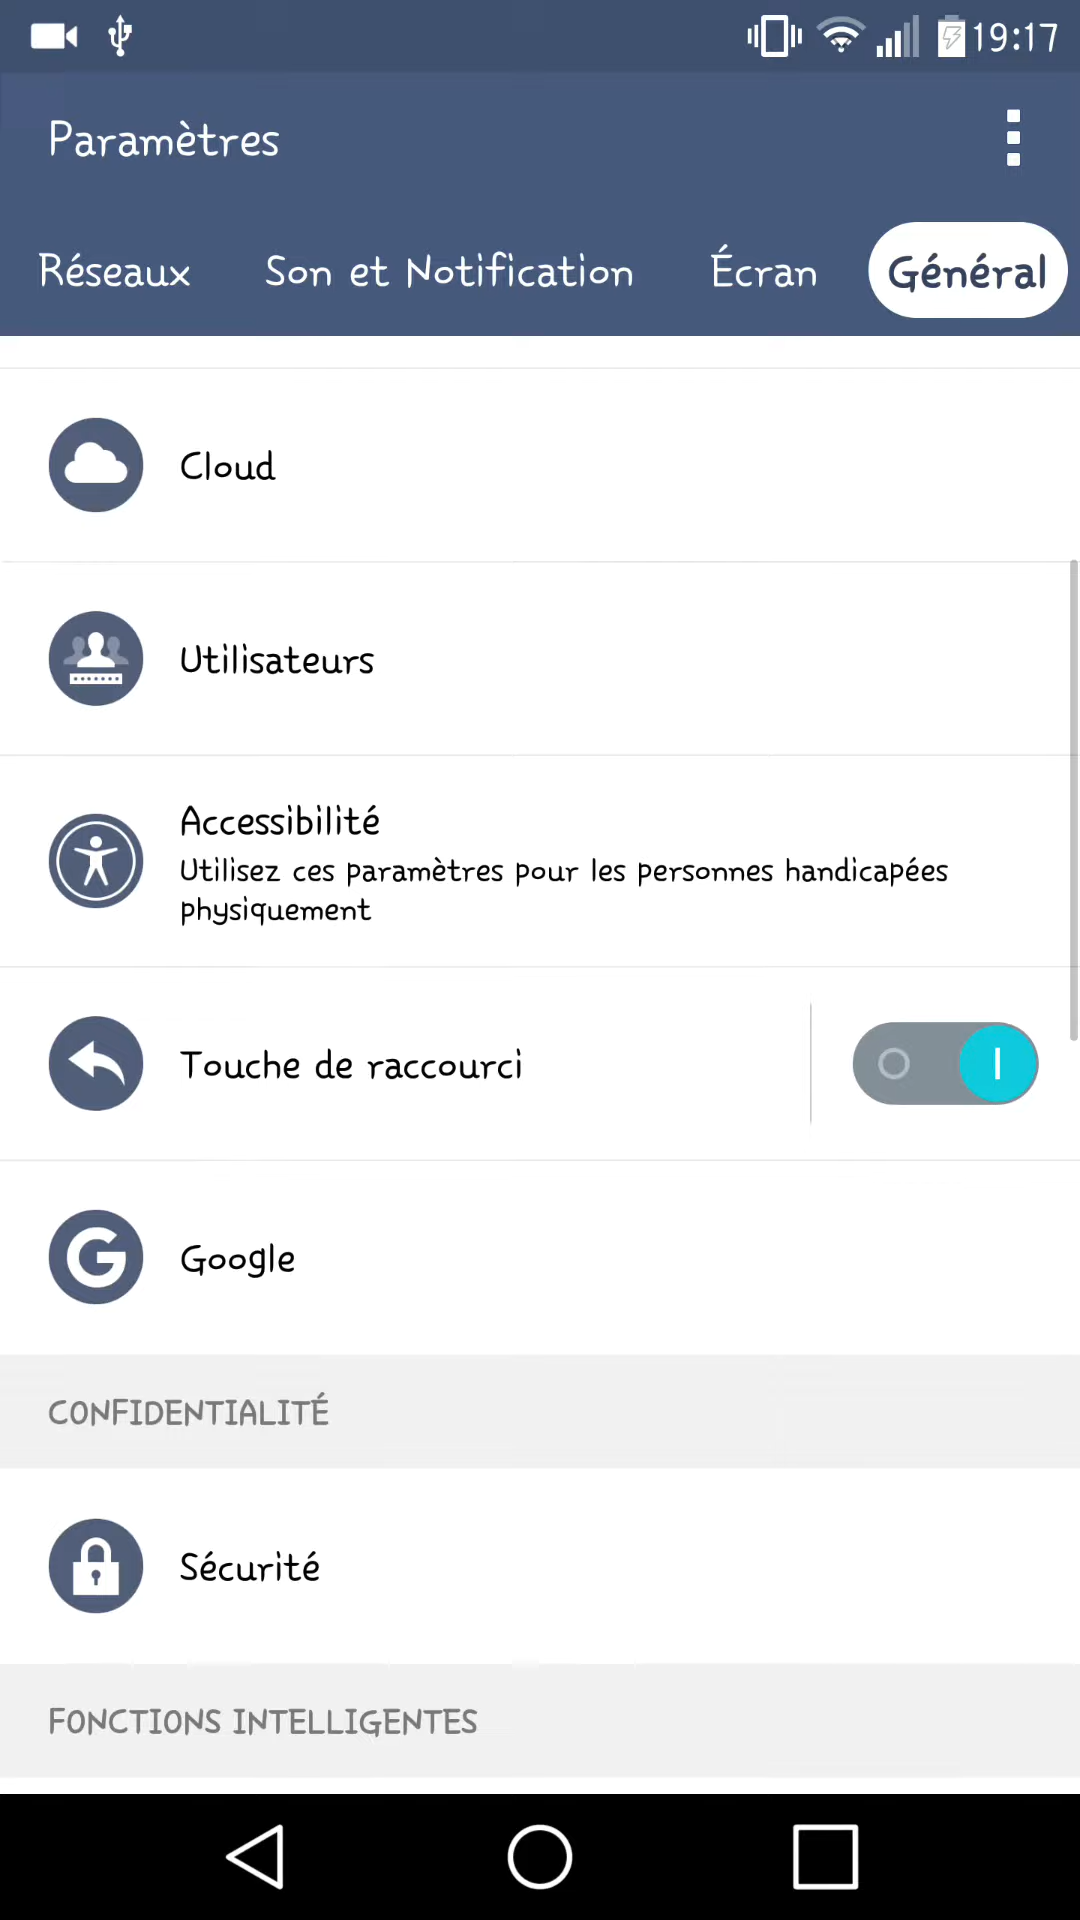 19:17
Paramètres
Réseaux Son et Notification Écran Général
Cloud
Utilisateurs
Accessibilité
Utilisez ces paramètres pour les personnes handicapées
physiquement
Touche de raccourci
Google
CONFIDENTIALITÉ
Sécurité
FONCTIONS INTELLIGENTES